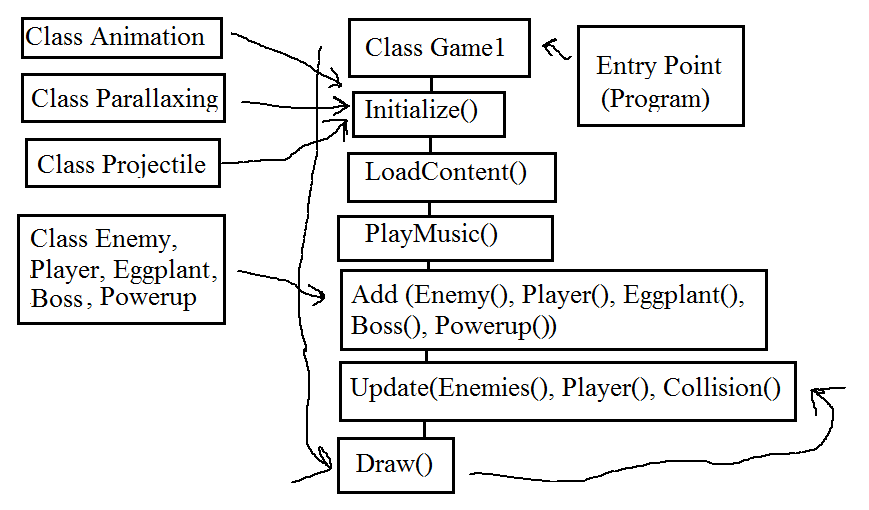 Class Animation
Class Parallaxing
Class Projectile
Class Enemy,
Player, Eggplant,
Boss, Powerup
Class Game1
Entry Point
(Program)
Initialize()
LoadContent()
PlayMusic()
Add (Enemy(), Player(), Eggplant(),
Boss(), Powerup())
Update(Enemies(), Player(), Collision()
Draw()